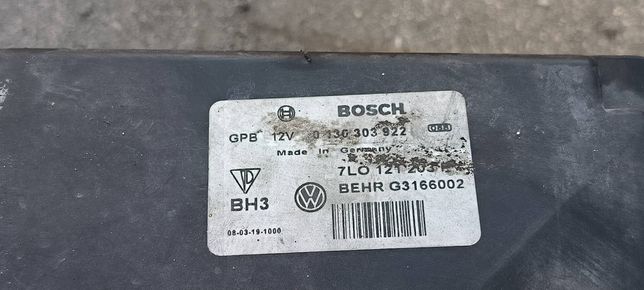 BOSCH
GPB 12V 0 130 303 922
Made in Germany
7LO 121 203
BEHR G3166002
BH3
08-03-19-1000